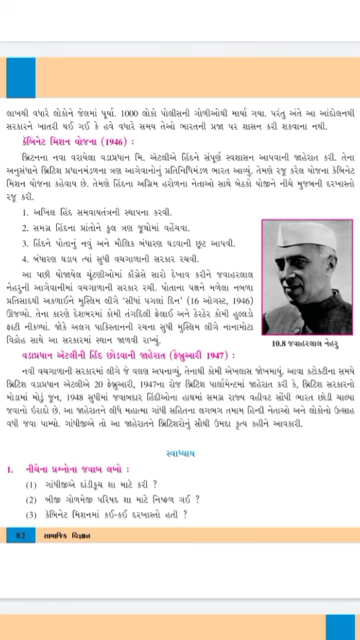 લાખથી વધારે લોકોને જેલમાં પૂર્યા. 1000 લોકો પોલીસની ગોળીઓથી માર્યા ગયા. પરંતુ અંતે આ આંદોલનથી
સરકારને ખાતરી થઈ ગઈ કે હવે વધારે સમય તેઓ ભારતની પ્રજા પર શાસન કરી શકવાના નથી.
કેબિનેટ મિશન યોજના (1946) :
બ્રિટનના નવા વરાયેલા વડાપ્રધાન મિ. એટલીએ હિંદને સંપૂર્ણ સ્વશાસન આપવાની જાહેરાત કરી. તેના
અનુસંધાને બ્રિટિશ પ્રધાનમંડળના ત્રણ આગેવાનોનું પ્રતિનિધિમંડળ ભારત આવ્યું. તેમણે રજૂ કરેલ યોજના કેબિનેટ
મિશન યોજના કહેવાય છે. તેમણે હિંદના અગ્રિમ હરોળના નેતાઓ સાથે બેઠકો યોજીને નીચે મુજબની દરખાસ્તો
રજૂ કરી.
1. અખિલ હિંદ સમવાયતંત્રની સ્થાપના કરવી.
2. સમગ્ર હિંદના પ્રાંતોને કુલ ત્રણ જૂથોમાં વહેંચવા.
3. હિંદને પોતાનું નવું અને મૌલિક બંધારણ ઘડવાની છૂટ આપવી.
4. બંધારણ ઘડાય ત્યાં સુધી વચગાળાની સરકાર રચવી.
આ પછી યોજાયેલ ચૂંટણીઓમાં કૉંગ્રેસે સારો દેખાવ કરીને જવાહરલાલ
નેહરુની આગેવાનીમાં વચગાળાની સરકાર રચી. પોતાના પક્ષને મળેલા નબળા
પ્રતિસાદથી અકળાઈને મુસ્લિમ લીગે 'સીધાં પગલાં દિન' (16 ઓગસ્ટ, 1946)
ઊજવ્યો. તેના કારણે દેશભરમાં કોમી તંગદિલી ફેલાઈ અને ઠેરઠેર કોમી હુલ્લડો
ફાટી નીકળ્યાં. જોકે અલગ પાકિસ્તાનની રચના સુધી મુસ્લિમ લીગે નાનામોટા
વિદ્રોહ સાથે આ સરકારમાં સ્થાન જાળવી રાખ્યું.
10.8 જવાહરલાલ નેહરુ
વડાપ્રધાન એટલીની હિંદ છોડવાની જાહેરાત (ફેબ્રુઆરી 1947) :
નવી વચગાળાની સરકારમાં લીગે જે વલણ અપનાવ્યું, તેનાથી કોમી એખલાસ જોખમાયું. આવા કટોકટીના સમયે
બ્રિટિશ વડાપ્રધાન એટલીએ 20 ફેબ્રુઆરી, 1947ના રોજ બ્રિટિશ પાર્લામેન્ટમાં જાહેરાત કરી કે, બ્રિટિશ સરકારનો
મોડામાં મોડું જૂન, 1948 સુધીમાં જવાબદાર હિંદીઓના હાથમાં સમગ્ર રાજ્ય વહીવટ સોંપી ભારત છોડી ચાલ્યા
જવાનો ઇરાદો છે. આ જાહેરાતને લીધે મહાત્મા ગાંધી સહિતના લગભગ તમામ હિન્દી નેતાઓ અને લોકોનો ઉત્સાહ
વધી જવા પામ્યો. ગાંધીજીએ તો આ જાહેરાતને બ્રિટિશરોનું સૌથી ઉમદા કૃત્ય કહીને આવકારી.
સ્વાધ્યાય
1. નીચેના પ્રશ્નોના જવાબ લખો :
(1) ગાંધીજીએ દાંડીકૂચ શા માટે કરી ?
(2) બીજી ગોળમેજી પરિષદ શા માટે નિષ્ફળ ગઈ ?
(3) કેબિનેટ મિશનમાં કઈ-કઈ દરખાસ્તો હતી ?
82 સામાજિક વિજ્ઞાન